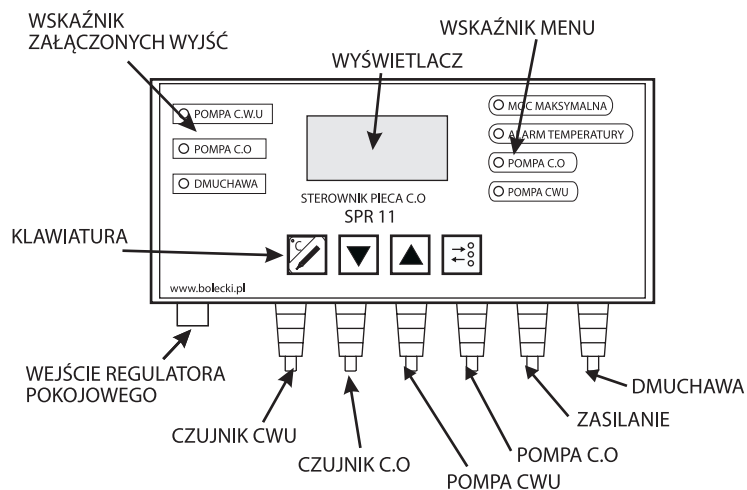 WSKAŹNIK
ZAŁĄCZONYCH WYJŚĆ
WYŚWIETLACZ
WSKAŹNIK MENU
POMPA C.W.U
POMPA C.O
DMUCHAWA
MOC MAKSYMALNA
ALARM TEMPERATURY
POMPA C.O
POMPA CWU
STEROWNIK PIECA C.O
SPR 11
KLAWIATURA
°C
www.bolecki.pl
WEJŚCIE REGULATORA
POKOJOWEGO
CZUJNIK CWU
CZUJNIK C.O
POMPA CWU
POMPA C.O
ZASILANIE
DMUCHAWA